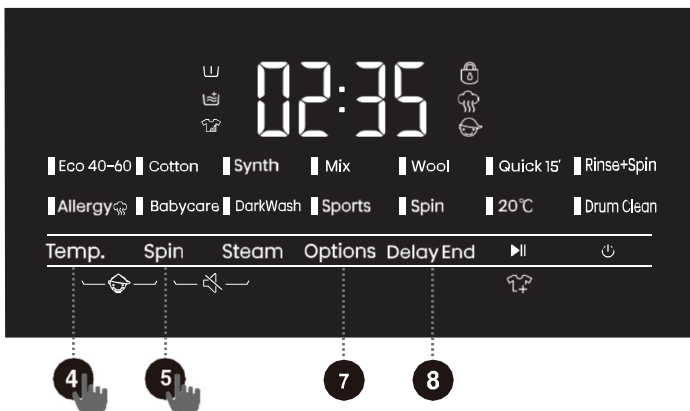 02:35
Eco 40-60 Cotton Synth Mix Wool Quick 15' Rinse+Spin
Allergy Babycare DarkWash Sports Spin 20℃ Drum Clean
Temp. Spin Steam Options Delay End
4 5 7 8